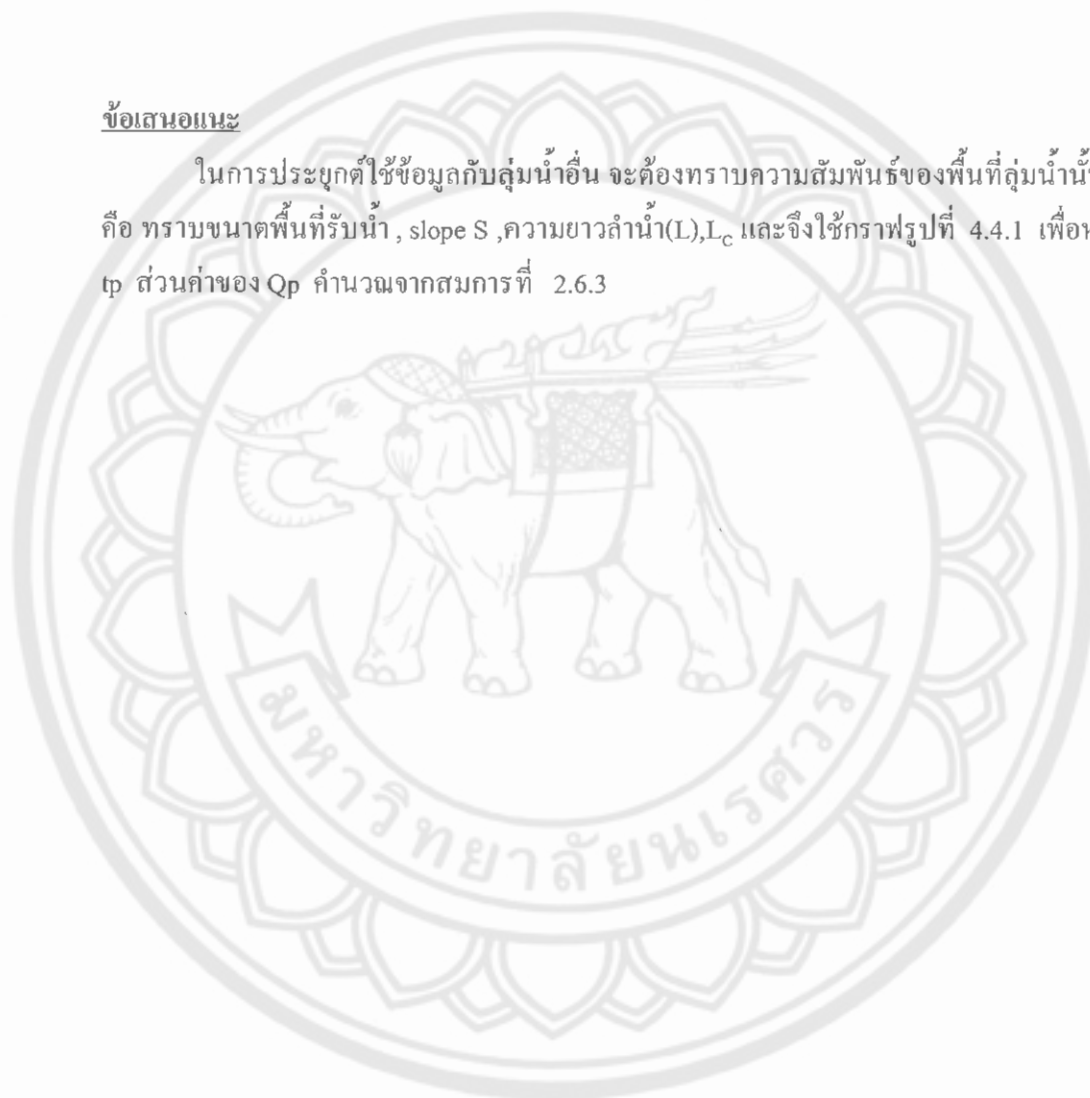 ข้อเสนอแนะ
ในการประยุกต์ใช้ข้อมูลกับลุ่มน้ำอื่น จะต้องทราบความสัมพันธ์ของพื้นที่ลุ่มน้ำ
คือ ทราบขนาดพื้นที่รับน้ำ , slope S ,ความยาวลำน้ำ(L),L_c และจึงใช้กราฟรูปที่ 4.4.1
tp ส่วนค่าของ Qp คำนวณจากสมการที่ 2.6.3
มหาวิทยาลัยนเรศวร